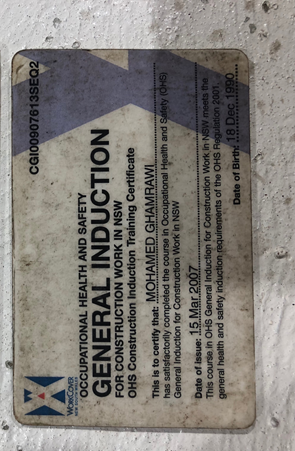 CGI00907613SEQ2
WORKCOVER
NEW SOUTH WALES
OCCUPATIONAL HEALTH AND SAFETY
GENERAL INDUCTION
FOR CONSTRUCTION WORK IN NSW
OHS Construction Induction Training Certificate
This is to certify that: MOHAMED GHAMRAWI
has satisfactorily completed the course in Occupational Health and Safety (OHS)
General Induction for Construction Work in NSW
Date of Issue: 15 Mar 2007
This course in OHS General Induction for Construction Work in NSW meets the
general health and safety induction requirements of the OHS Regulation 2001.
Date of Birth: 18 Dec 1990